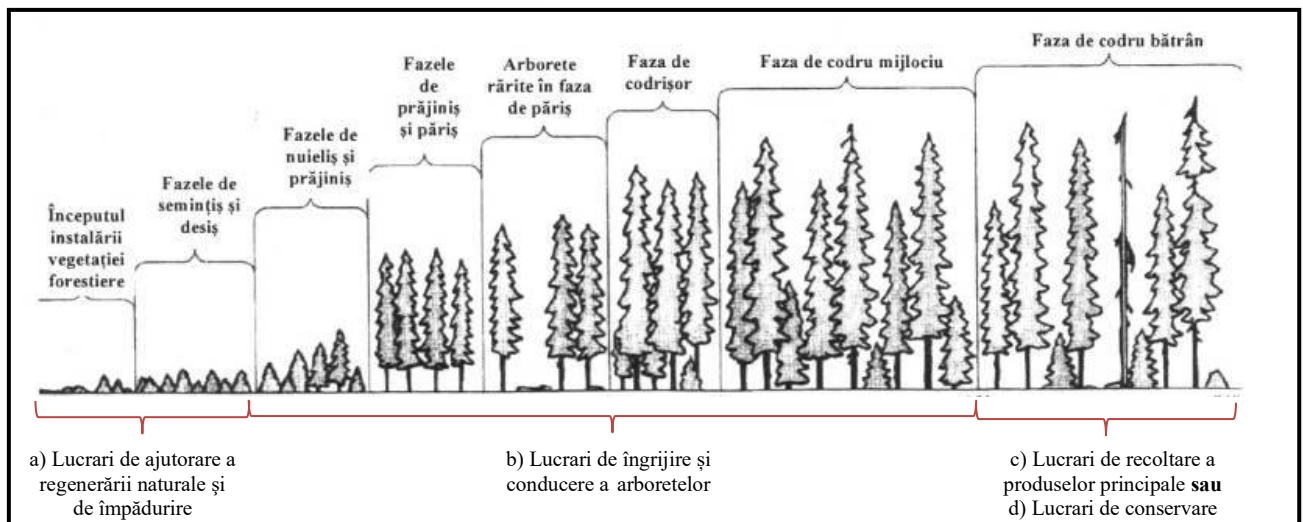 Începutul
instalării
vegetației
forestiere
Fazele de
semințiș și
desiș
Fazele de
nuieliș și
prăjiniș
Fazele
de
prăjiniș
și păriș
Arborete
rărite în faza
de păriș
Faza de
codrișor
Faza de codru mijlociu
Faza de codru bătrân
a) Lucrari de ajutorare a
regenerării naturale și
de împădurire
b) Lucrari de îngrijire și
conducere a arboretelor
c) Lucrari de recoltare a
produselor principale sau
d) Lucrari de conservare